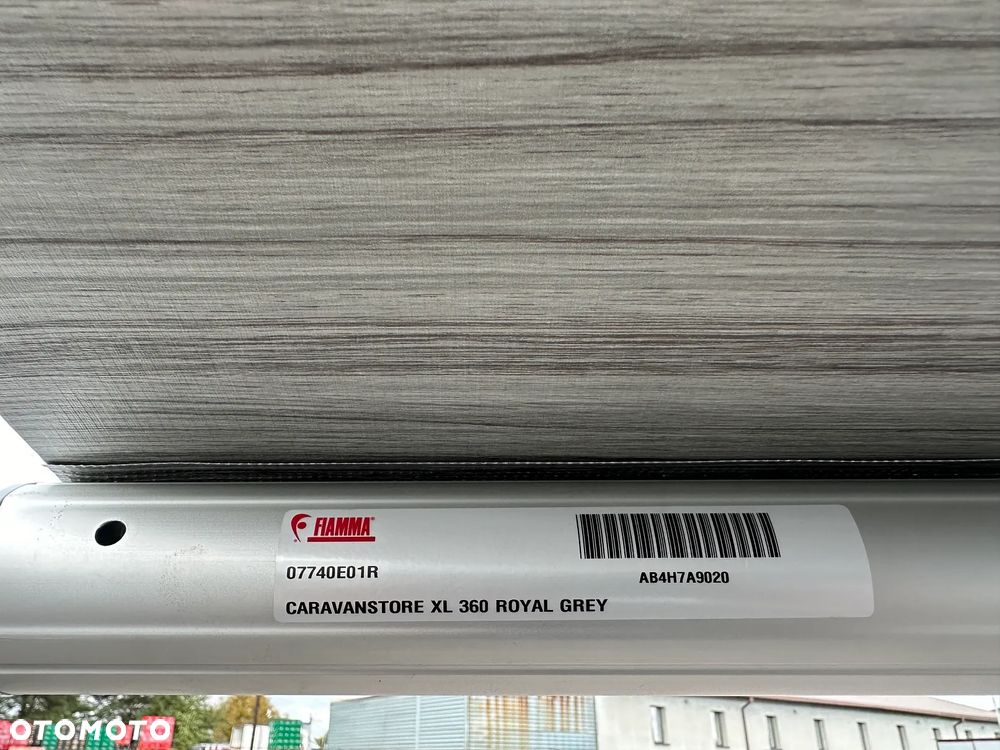 FIAMMA
07740E01R
AB4H7A9020
CARAVANSTORE XL 360 ROYAL GREY
OTOMOTO